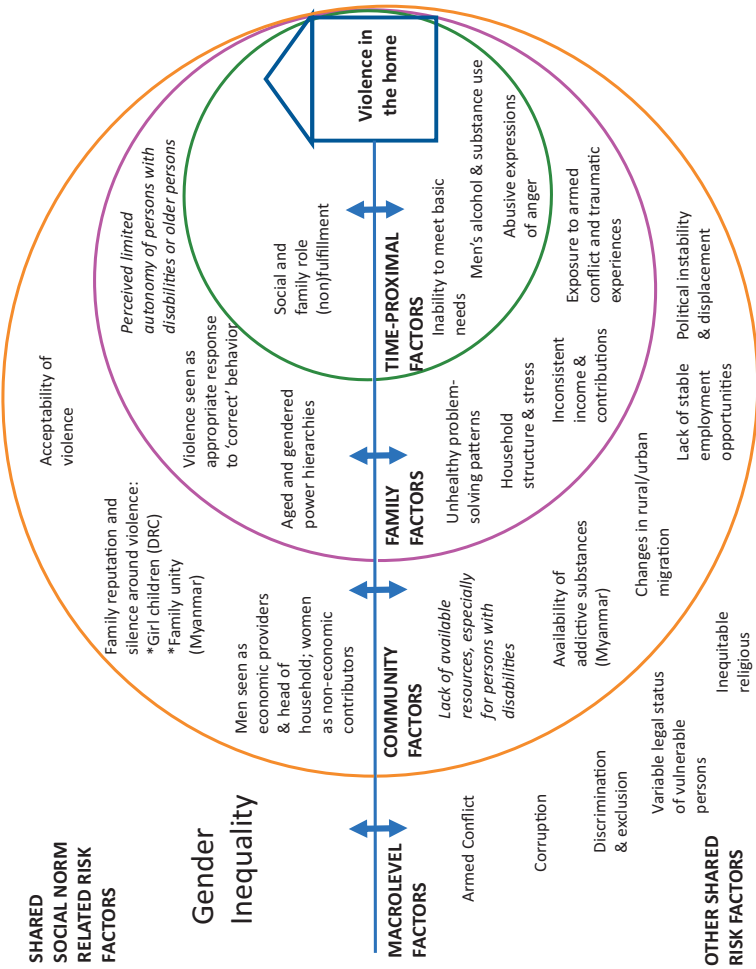 SHARED
SOCIAL NORM
RELATED RISK
FACTORS
Gender
Inequality
MACROLEVEL
FACTORS
Armed Conflict
Corruption
Discrimination
& exclusion
Variable legal status
of vulnerable
persons
Inequitable
religious
OTHER SHARED
RISK FACTORS
Family reputation and
silence around violence:
*Girl children (DRC)
*Family unity
(Myanmar)
Acceptability of
violence
Men seen as
economic providers
& head of
household; women
as non-economic
contributors
COMMUNITY
FACTORS
Lack of available
resources, especially
for persons with
disabilities
Availability of
addictive substances
(Myanmar)
Changes in rural/urban
migration
Lack of stable
employment
opportunities
Political instability
& displacement
Perceived limited
autonomy of persons with
disabilities or older persons
Violence seen as
appropriate response
to ‘correct’ behavior
Aged and gendered
power hierarchies
FAMILY
FACTORS
Unhealthy problem-
solving patterns
Household
structure & stress
Inconsistent
income &
contributions
Exposure to armed
conflict and traumatic
experiences
Social and
family role
(non)fulfillment
TIME-PROXIMAL
FACTORS
Inability to meet basic
needs
Men’s alcohol & substance use
Abusive expressions
of anger
Violence in
the home